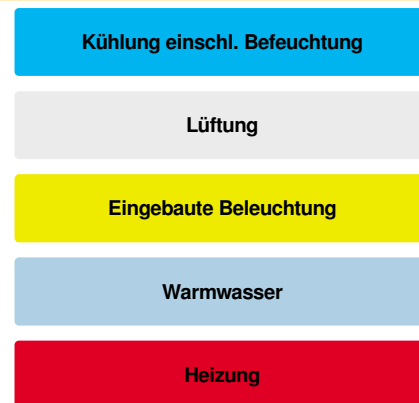 Kühlung einschl. Befeuchtung
Lüftung
Eingebaute Beleuchtung
Warmwasser
Heizung